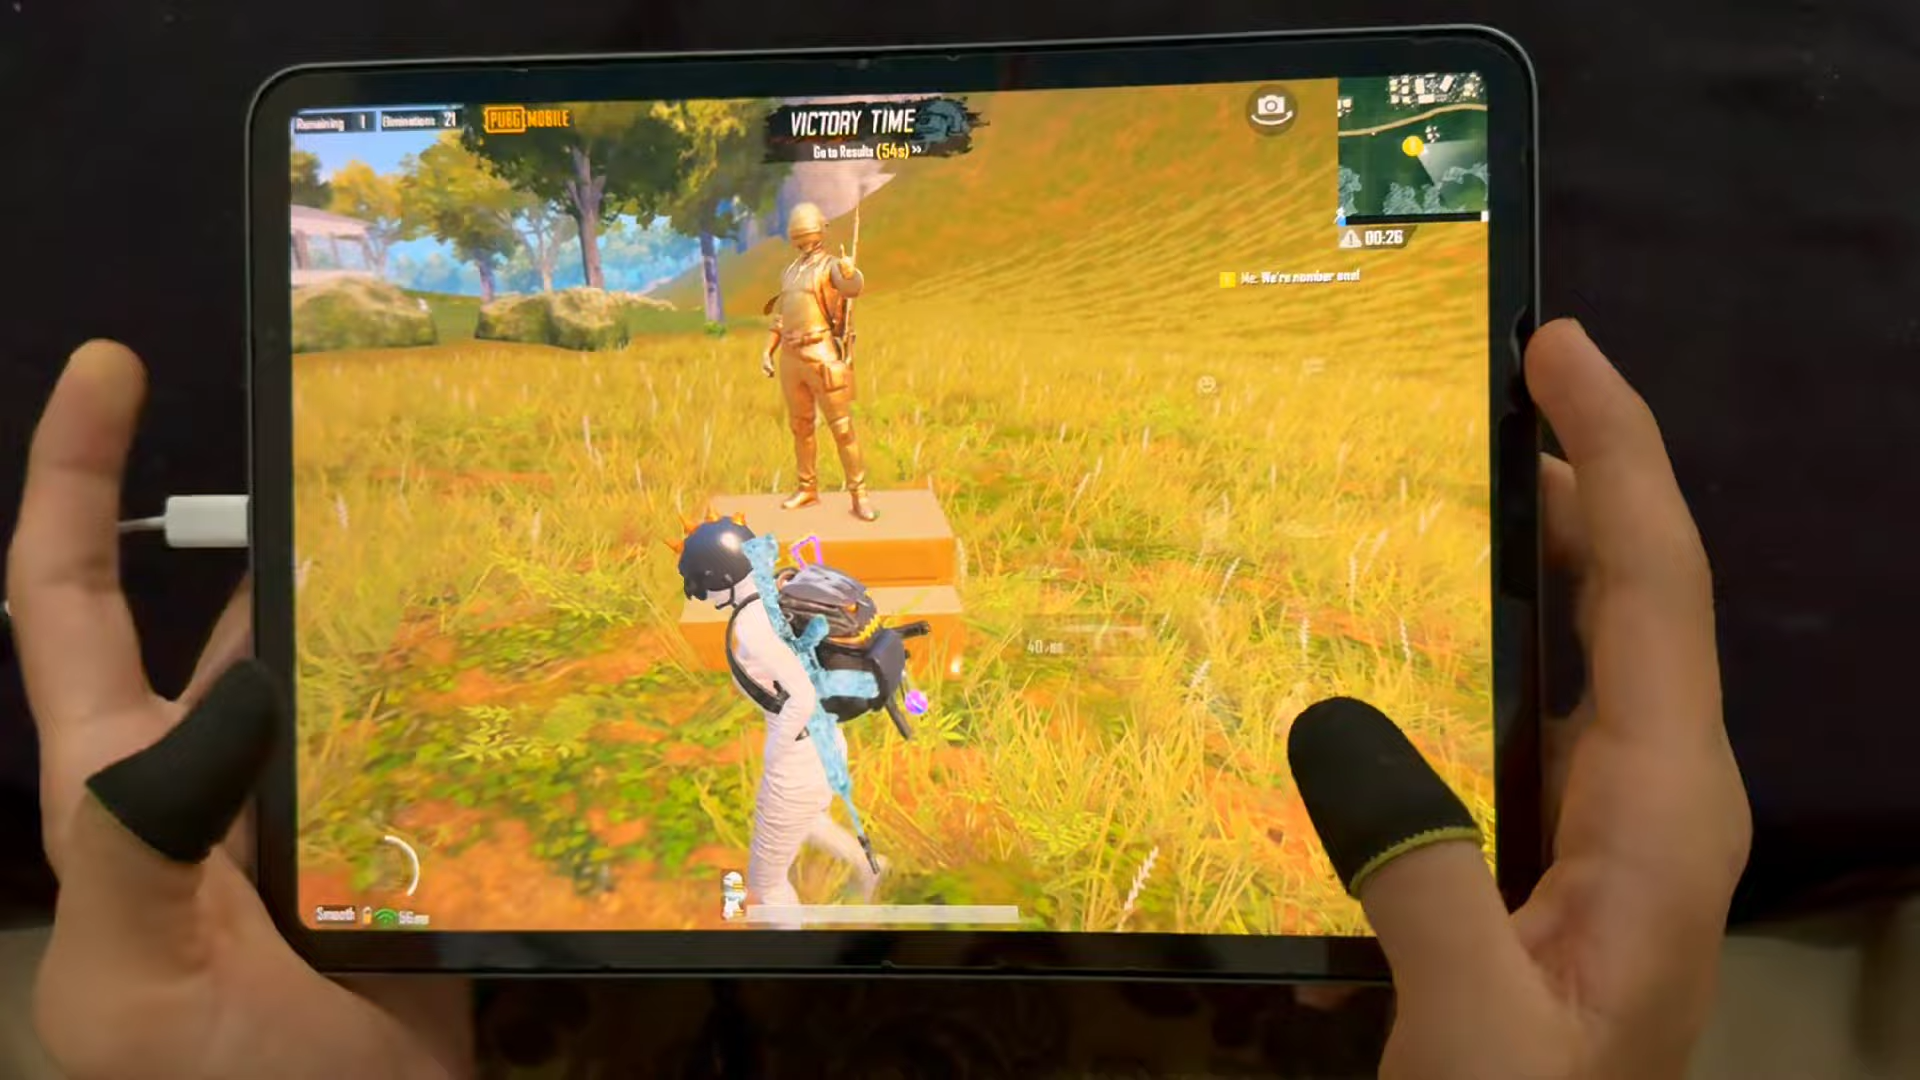 Remaining 1 Eliminations 21
PUBG MOBILE
VICTORY TIME
Go to Results (54s) »
00:26
Me: We're number one!
40
Smooth 56ms